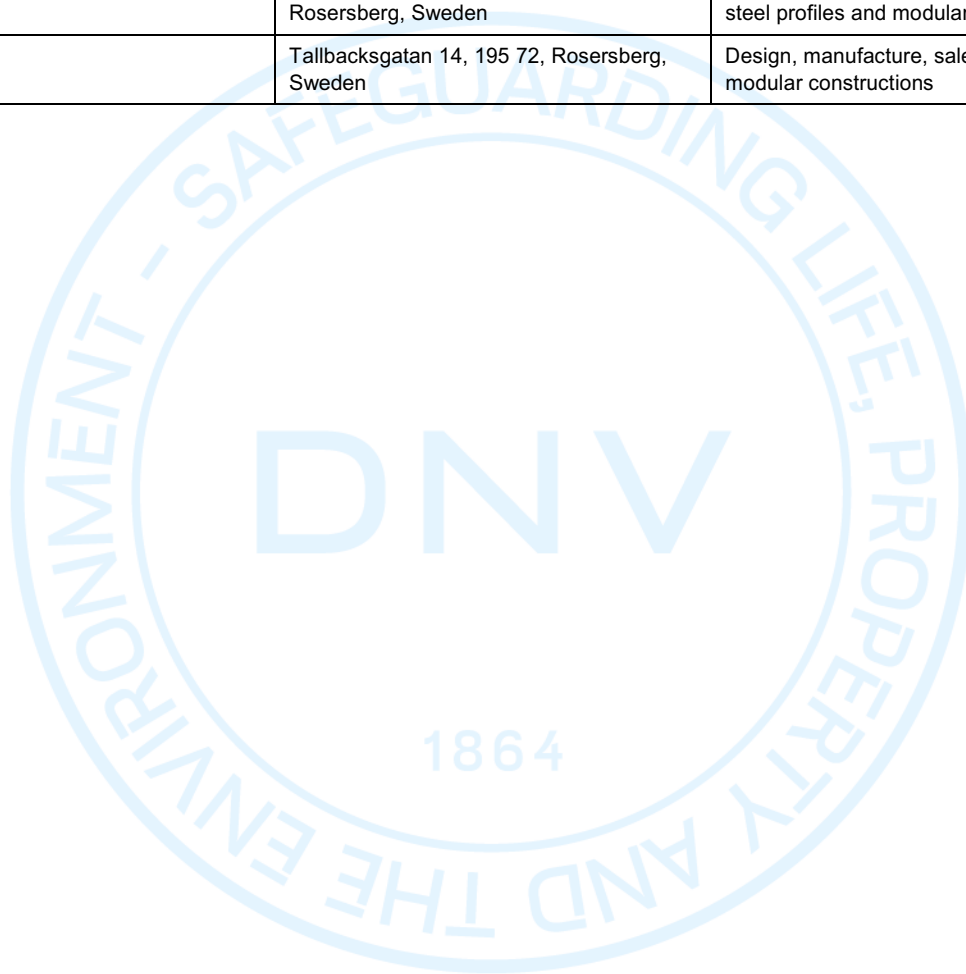 Rosersberg, Sweden
steel profiles and modular
Tallbacksgatan 14, 195 72, Rosersberg,
Sweden
Design, manufacture, sale
modular constructions
SAFEGUARDING LIFE, PROPERTY AND THE ENVIRONMENT -
DNV
1864